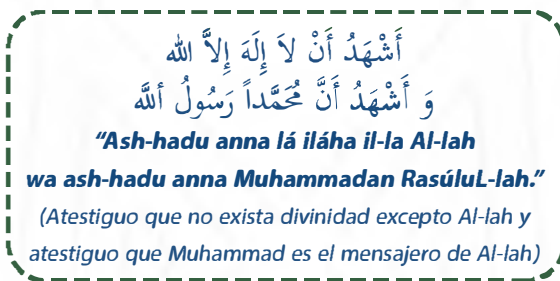 أَشْهَدُ أَنْ لاَ إِلَهَ إِلاَّ الله
وَ أَشْهَدُ أَنَّ مُحَمَّداً رَسُولُ ٱللَّه
“Ash-hadu anna lá iláha il-la Al-lah
wa ash-hadu anna Muhammadan RasúluL-lah.”
(Atestiguo que no exista divinidad excepto Al-lah y
atestiguo que Muhammad es el mensajero de Al-lah)